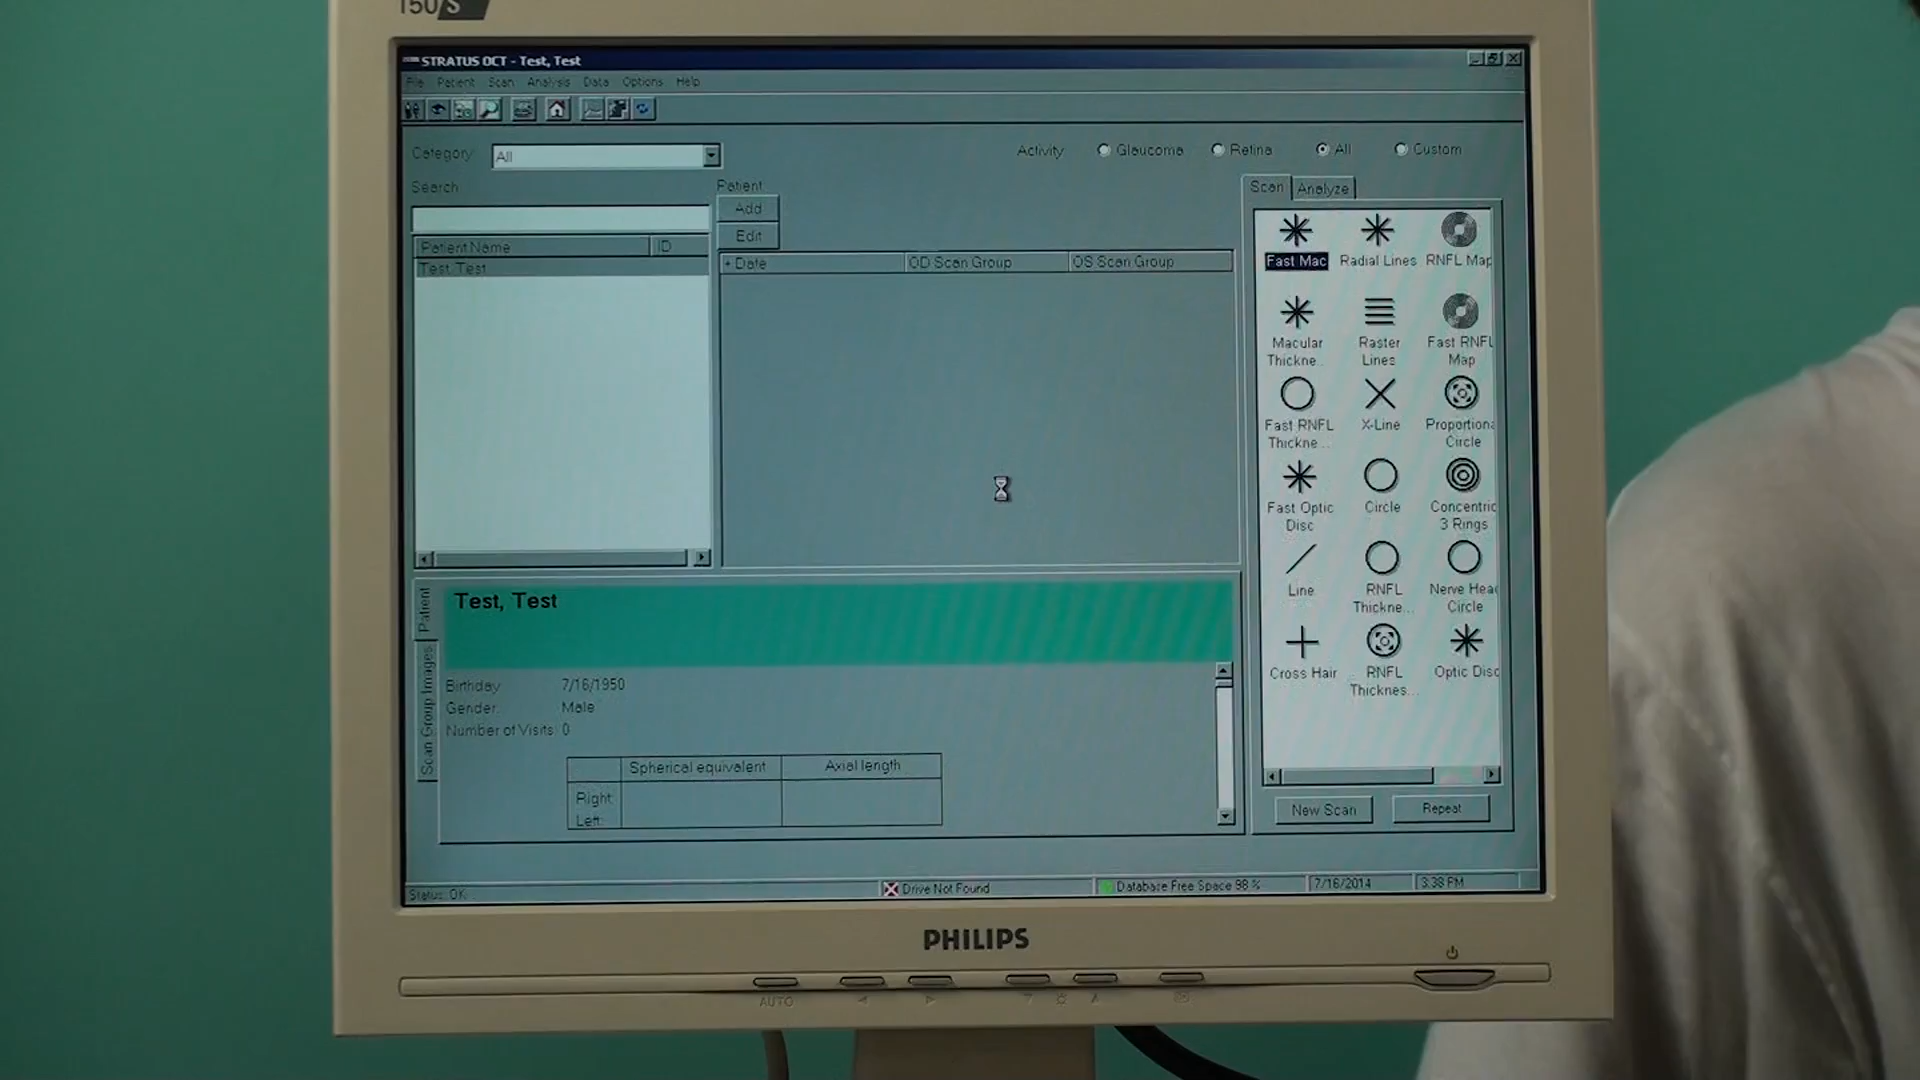 150S
STRATUS OCT - Test, Test
File Patient Scan Analysis Data Options Help
Category: All
Activity Glaucoma Retina All Custom
Search
Patient
Add
Edit
Patient Name ID
Test, Test
+ Date OD Scan Group OS Scan Group
Scan Analyze
Fast Mac Radial Lines RNFL Map
Macular Thickne... Raster Lines Fast RNFL Map
Fast RNFL Thickne... X-Line Proportional Circle
Fast Optic Disc Circle Concentric 3 Rings
Line RNFL Thickne... Nerve Head Circle
Cross Hair RNFL Thicknes... Optic Disc
New Scan Repeat
Patient
Scan Group Images
Test, Test
Birthday: 7/16/1950
Gender: Male
Number of Visits: 0
Spherical equivalent Axial length
Right:
Left:
Status: OK
Drive Not Found
Database Free Space 98 %
7/16/2014
3:38 PM
PHILIPS
AUTO